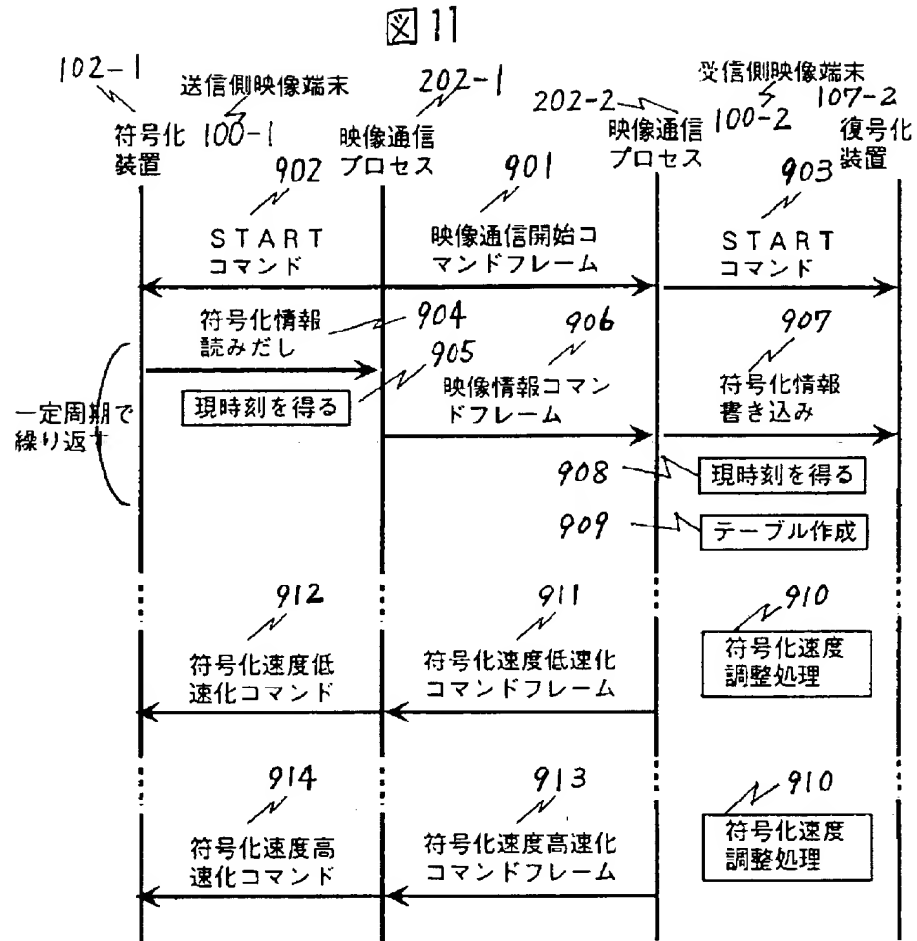 図11
102-1
送信側映像端末
202-1
受信側映像端末
符号化
装置
100-1
映像通信
プロセス
202-2
映像通信
プロセス
100-2
107-2
復号化
装置
902
901
903
START
コマンド
映像通信開始コ
マンドフレーム
START
コマンド
符号化情報
読みだし
904
905
906
907
現時刻を得る
映像情報コマン
ドフレーム
符号化情報
書き込み
一定周期で
繰り返す
908
現時刻を得る
909
テーブル作成
912
911
910
符号化速度低
速化コマンド
符号化速度低速化
コマンドフレーム
符号化速度
調整処理
914
913
910
符号化速度高
速化コマンド
符号化速度高速化
コマンドフレーム
符号化速度
調整処理